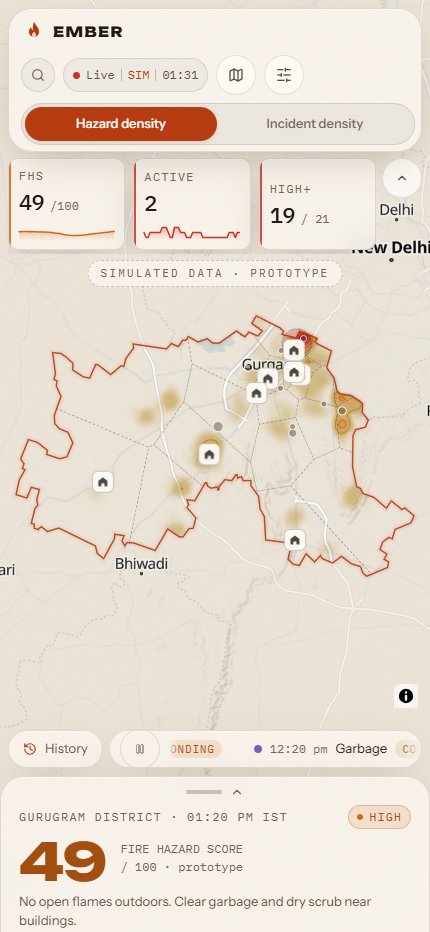 EMBER
Live | SIM | 01:31
Hazard density
Incident density
FHS
49 /100
ACTIVE
2
HIGH+
19 / 21
Delhi
New Delhi
SIMULATED DATA · PROTOTYPE
Bhiwadi
ari
History
ONDING
12:20 pm Garbage
GURUGRAM DISTRICT · 01:20 PM IST
HIGH
49
FIRE HAZARD SCORE
/ 100 · prototype
No open flames outdoors. Clear garbage and dry scrub near
buildings.